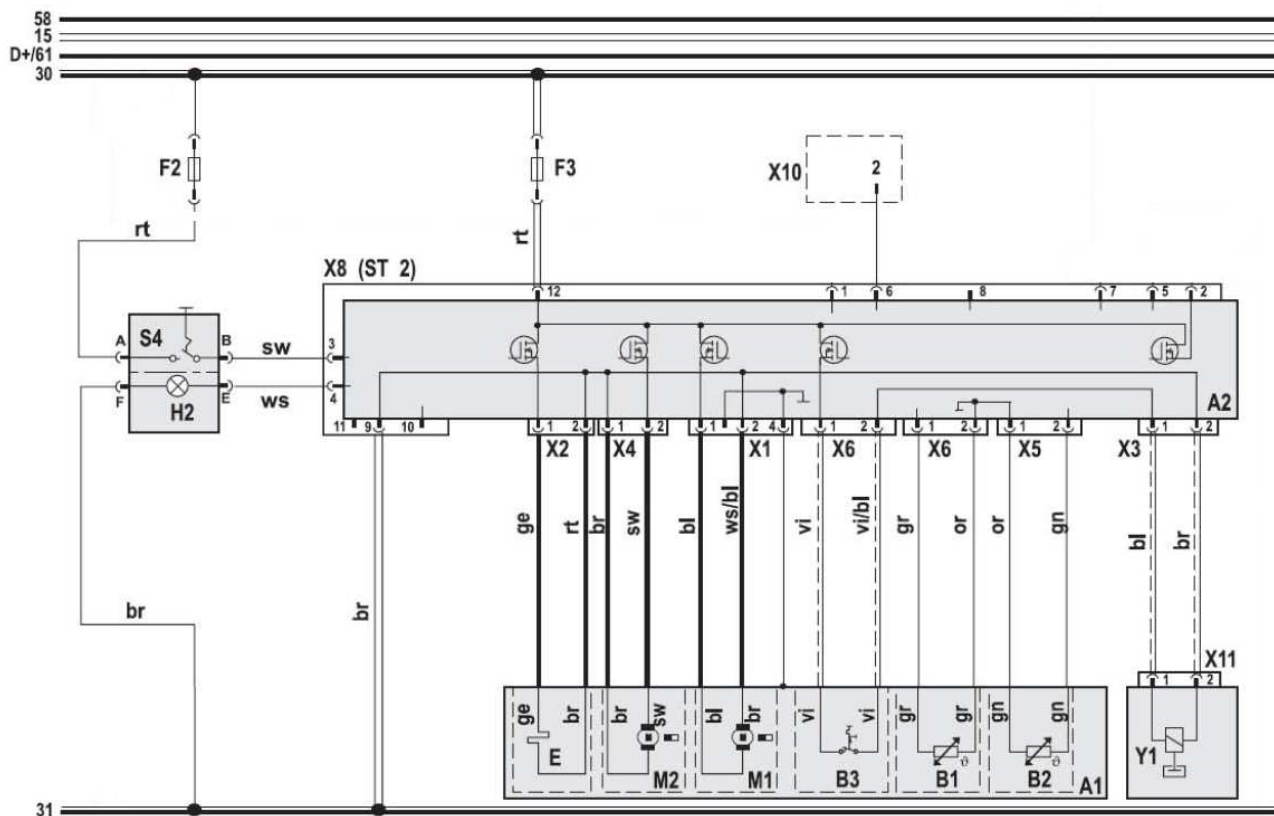 58
15
D+/61
30
F2
F3
X10
2
rt
rt
X8 (ST 2)
12 1 6 8 7 5 2
A S4 B
sw
3
F H2 E
ws
4
A2
11 9 10
1 2 1 2 1 2 4 1 2 1 2 1 2 1 2
X2 X4 X1 X6 X6 X5 X3
ge rt br sw bl ws/bl vi vi/bl gr or or gn bl br
br
br
X11
1 2
ge br br sw bl br vi vi gr gr gn gn
E M2 M1 B3 B1 B2 A1
ϑ ϑ
Y1
31